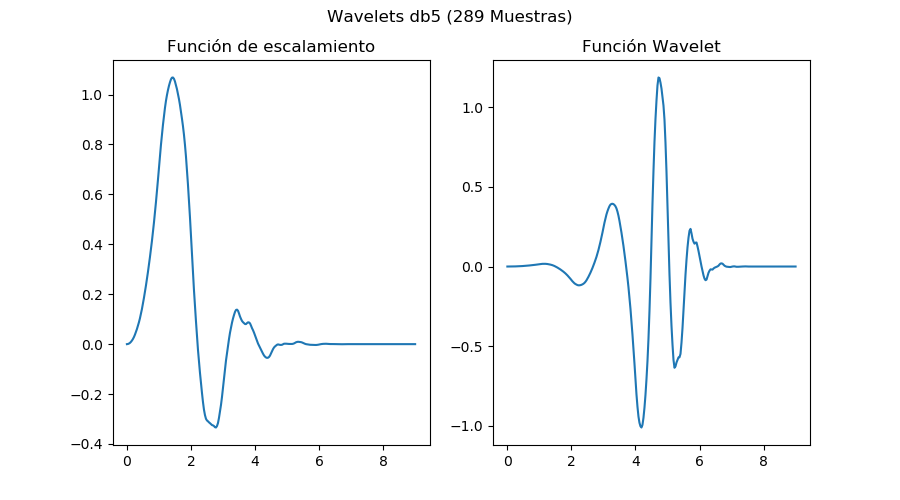 Wavelets db5 (289 Muestras)
Función de escalamiento
1.0
0.8
0.6
0.4
0.2
0.0
−0.2
−0.4
0 2 4 6 8
Función Wavelet
1.0
0.5
0.0
−0.5
−1.0
0 2 4 6 8